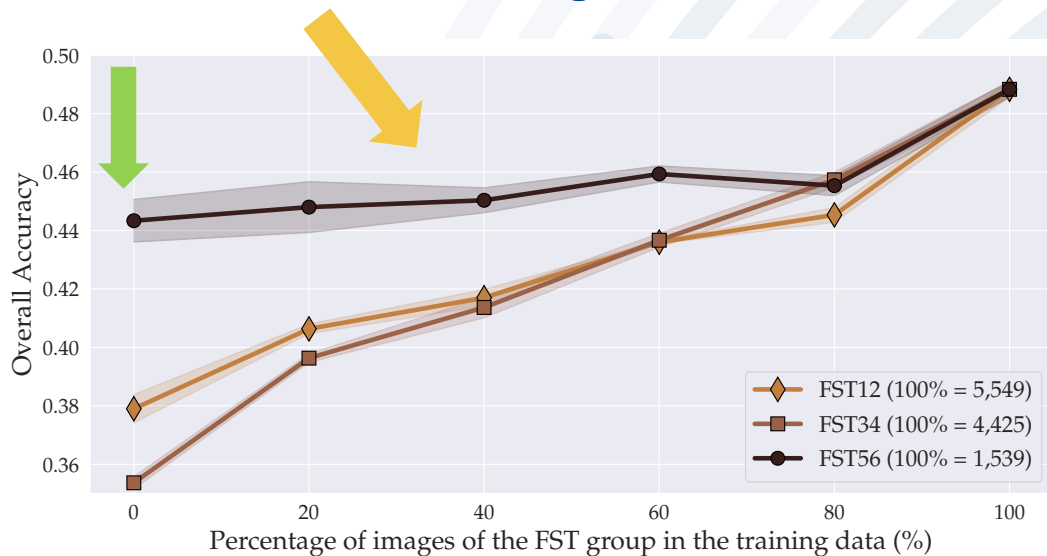 0.50
0.48
0.46
0.44
0.42
0.40
0.38
0.36
Overall Accuracy
FST12 (100% = 5,549)
FST34 (100% = 4,425)
FST56 (100% = 1,539)
0 20 40 60 80 100
Percentage of images of the FST group in the training data (%)